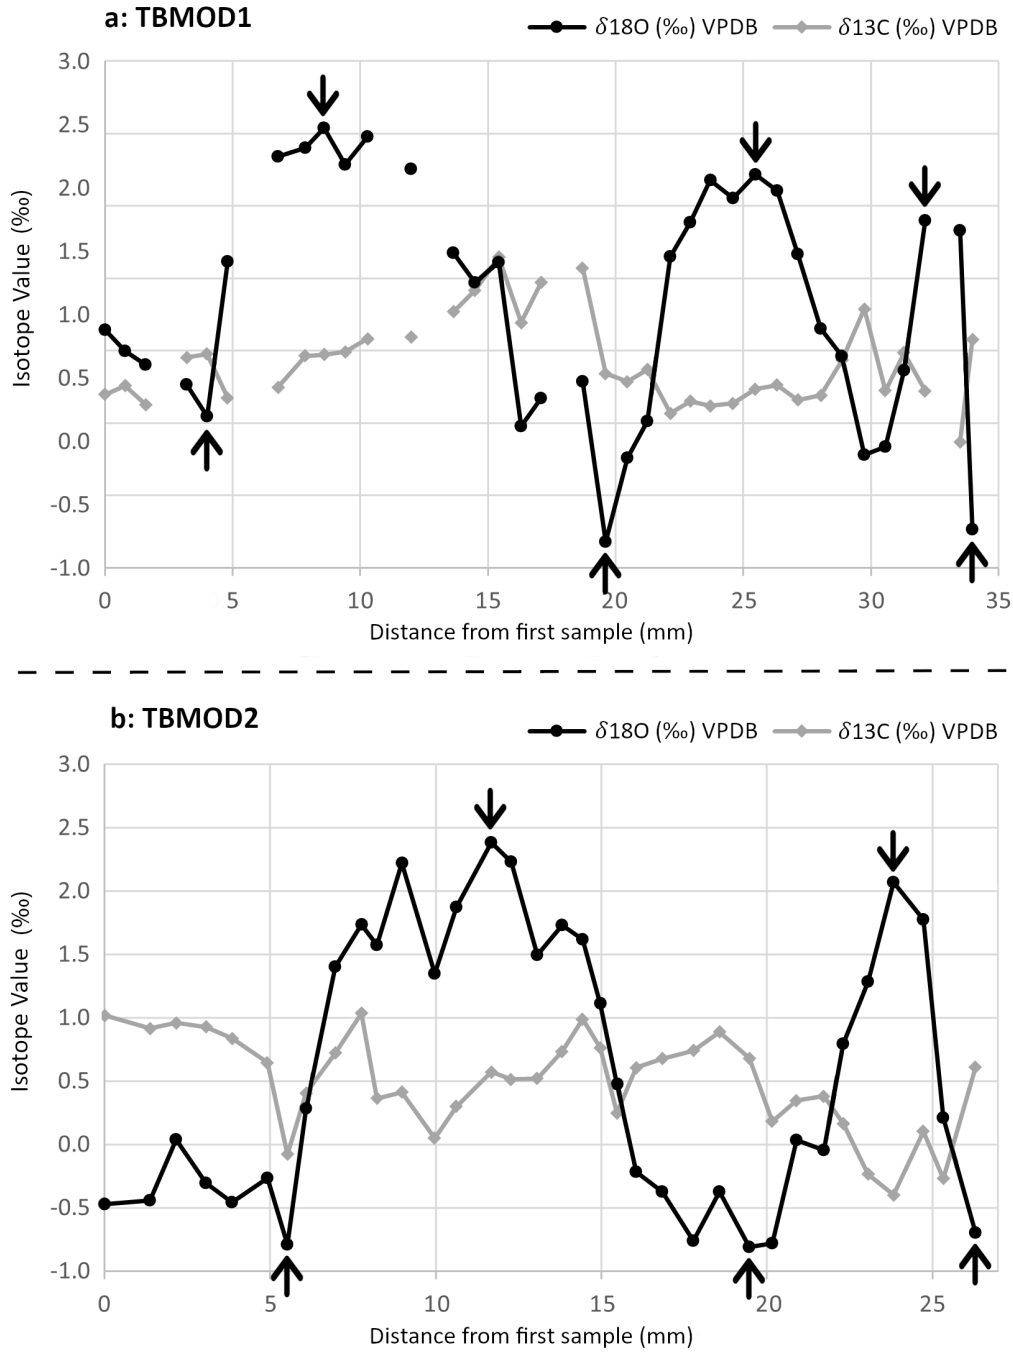 a: TBMOD1
δ18O (‰) VPDB δ13C (‰) VPDB
3.0
2.5
2.0
1.5
1.0
0.5
0.0
-0.5
-1.0
Isotope Value (‰)
0 5 10 15 20 25 30 35
Distance from first sample (mm)
b: TBMOD2
δ18O (‰) VPDB δ13C (‰) VPDB
3.0
2.5
2.0
1.5
1.0
0.5
0.0
-0.5
-1.0
Isotope Value (‰)
0 5 10 15 20 25
Distance from first sample (mm)